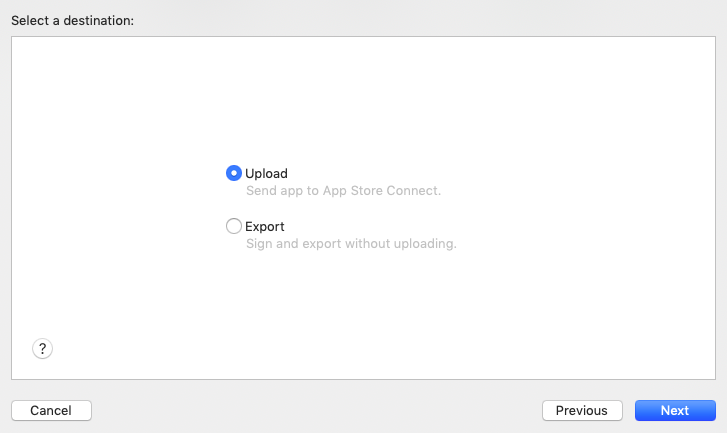 Select a destination:
Upload
Send app to App Store Connect.
Export
Sign and export without uploading.
?
Cancel
Previous
Next